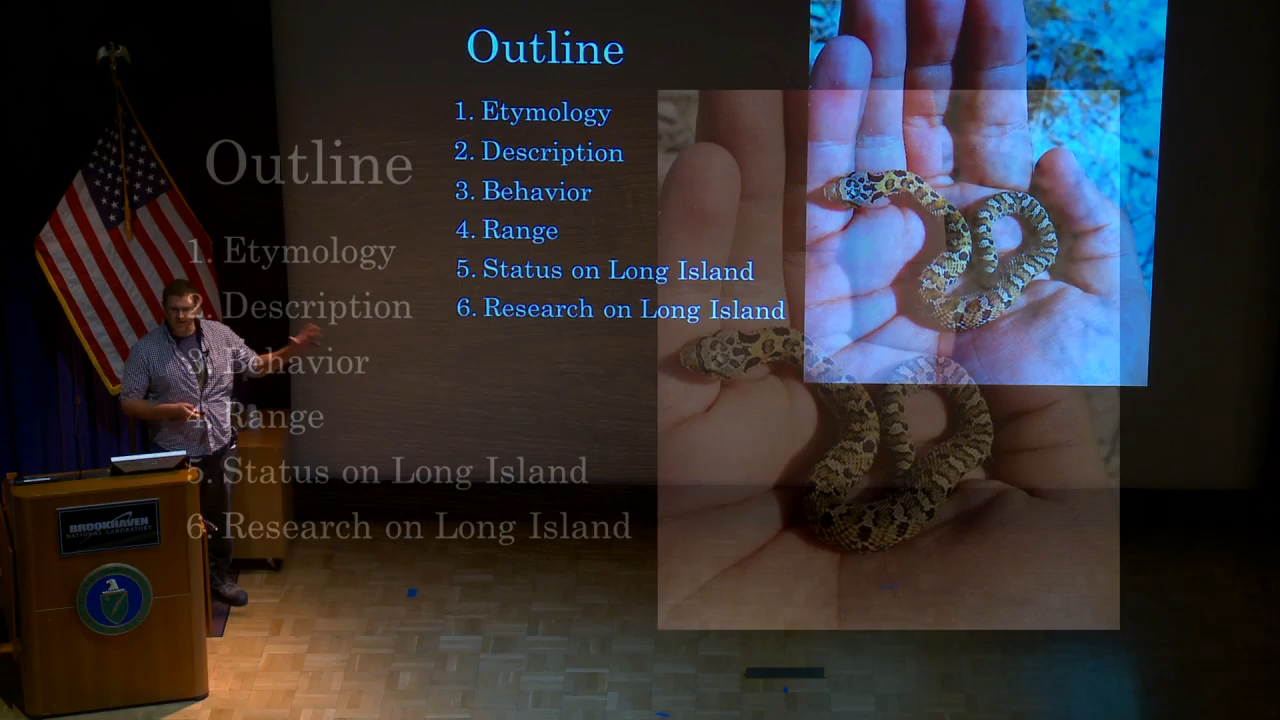 Outline
1. Etymology
2. Description
3. Behavior
4. Range
5. Status on Long Island
6. Research on Long Island
Outline
1. Etymology
2. Description
3. Behavior
4. Range
5. Status on Long Island
6. Research on Long Island
BROOKHAVEN
NATIONAL LABORATORY